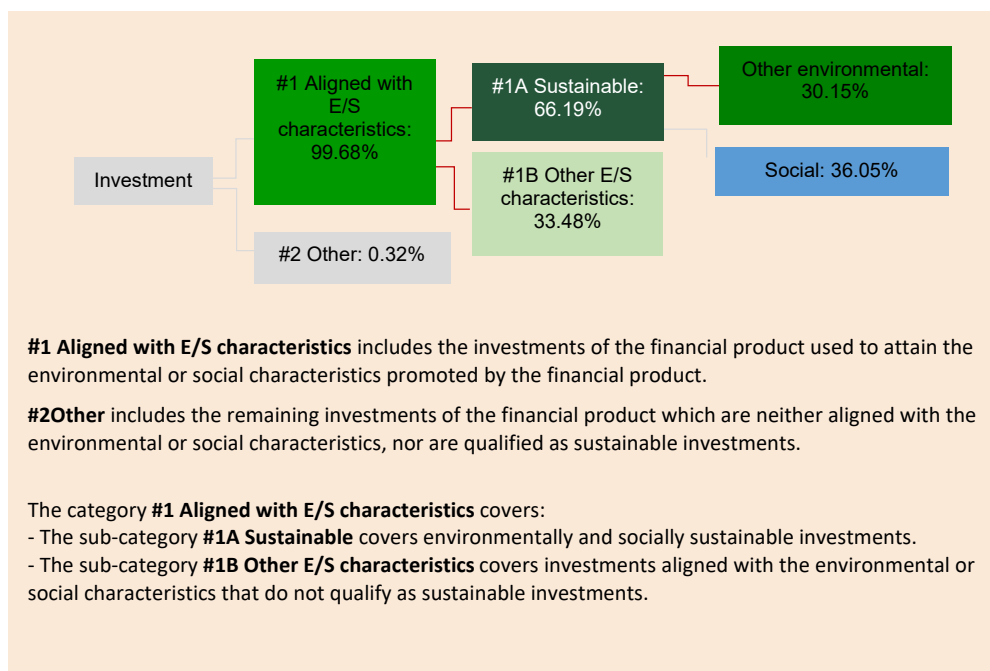 Investment
#1 Aligned with
E/S
characteristics:
99.68%
#2 Other: 0.32%
#1A Sustainable:
66.19%
#1B Other E/S
characteristics:
33.48%
Other environmental:
30.15%
Social: 36.05%
#1 Aligned with E/S characteristics includes the investments of the financial product used to attain the
environmental or social characteristics promoted by the financial product.
#2Other includes the remaining investments of the financial product which are neither aligned with the
environmental or social characteristics, nor are qualified as sustainable investments.
The category #1 Aligned with E/S characteristics covers:
- The sub-category #1A Sustainable covers environmentally and socially sustainable investments.
- The sub-category #1B Other E/S characteristics covers investments aligned with the environmental or
social characteristics that do not qualify as sustainable investments.